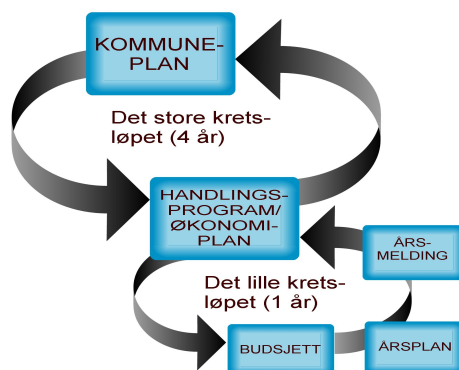 KOMMUNE-
PLAN
Det store krets-
løpet (4 år)
HANDLINGS-
PROGRAM/
ØKONOMI-
PLAN
ÅRS-
MELDING
Det lille krets-
løpet (1 år)
BUDSJETT
ÅRSPLAN